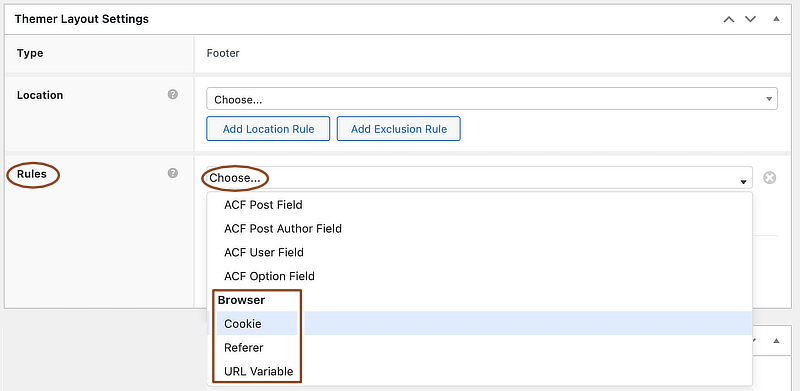 Themer Layout Settings
Type
Footer
Location
?
Choose...
Add Location Rule
Add Exclusion Rule
Rules
?
Choose...
ACF Post Field
ACF Post Author Field
ACF User Field
ACF Option Field
Browser
Cookie
Referer
URL Variable